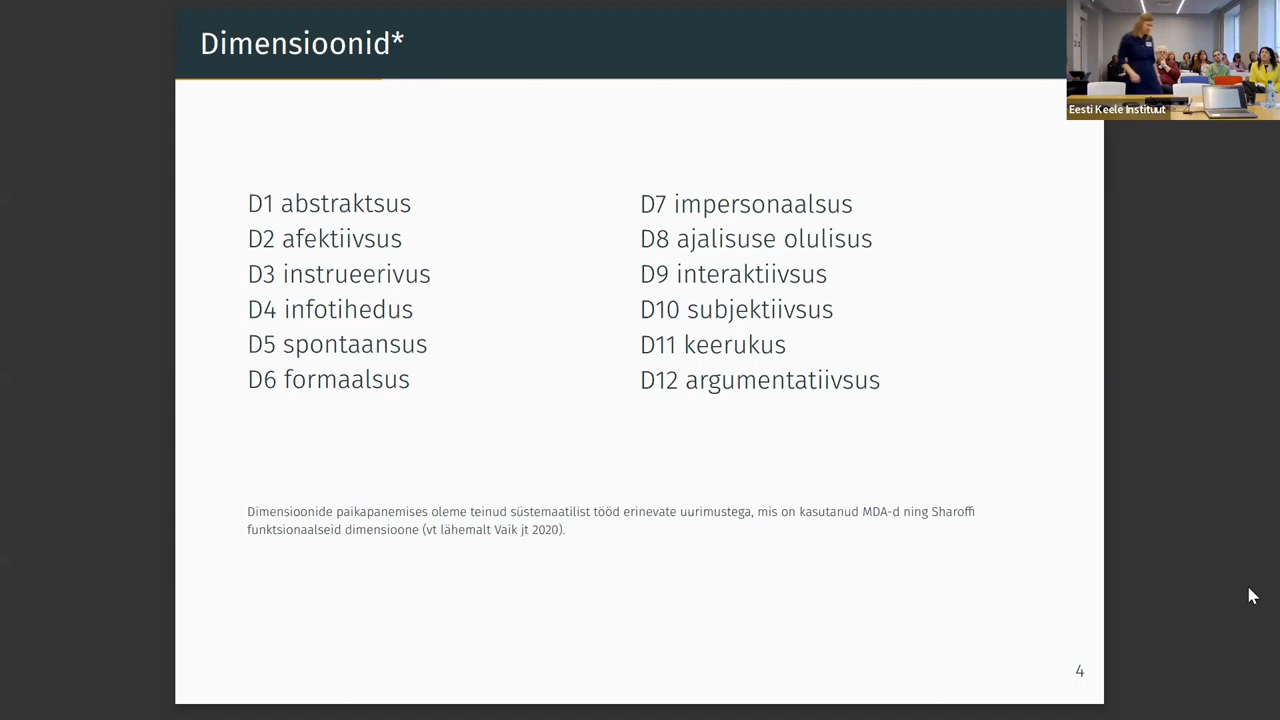 Dimensioonid*
Eesti Keele Instituut
D1 abstraktsus
D2 afektiivsus
D3 instrueerivus
D4 infotihedus
D5 spontaansus
D6 formaalsus
D7 impersonaalsus
D8 ajalisuse olulisus
D9 interaktiivsus
D10 subjektiivsus
D11 keerukus
D12 argumentatiivsus
Dimensioonide paikapanemises oleme teinud süstemaatilist tööd erinevate uurimustega, mis on kasutanud MDA-d ning Sharoffi
funktsionaalseid dimensioone (vt lähemalt Vaik jt 2020).
4